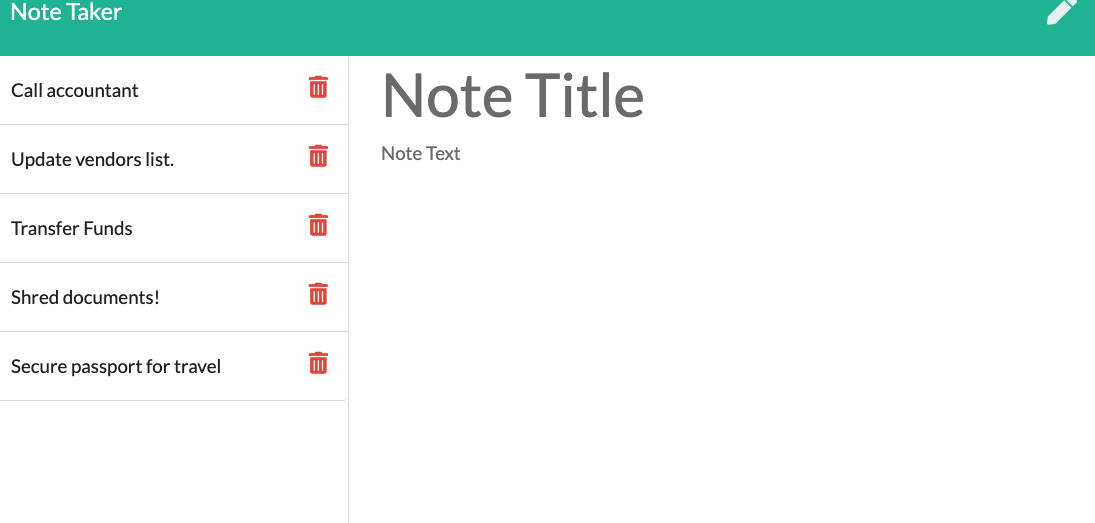 Note Taker
Call accountant
Update vendors list.
Transfer Funds
Shred documents!
Secure passport for travel
Note Title
Note Text